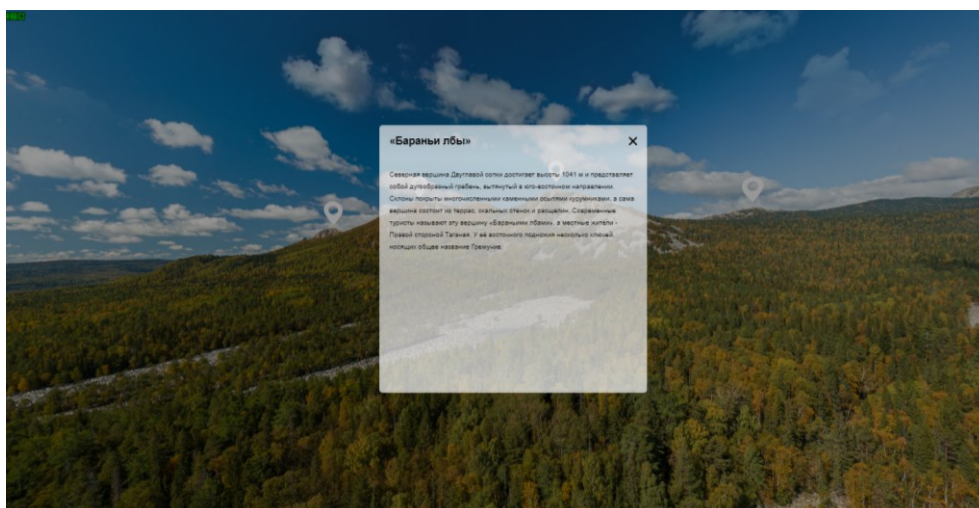 «Бараньи лбы»
Северная вершина Двуглавой сопки достигает высоты 1041 м и представляет
собой дугообразный гребень, вытянутый в юго-восточном направлении.
Склоны покрыты многочисленными каменными осыпями курумниками, а сама
вершина состоит из террас, скальных стенок и расщелин. Современные
туристы называют эту вершину «Бараньими лбами», а местные жители -
Правой стороной Таганая. У её восточного подножия несколько ключей,
носящих общее название Гремучие.